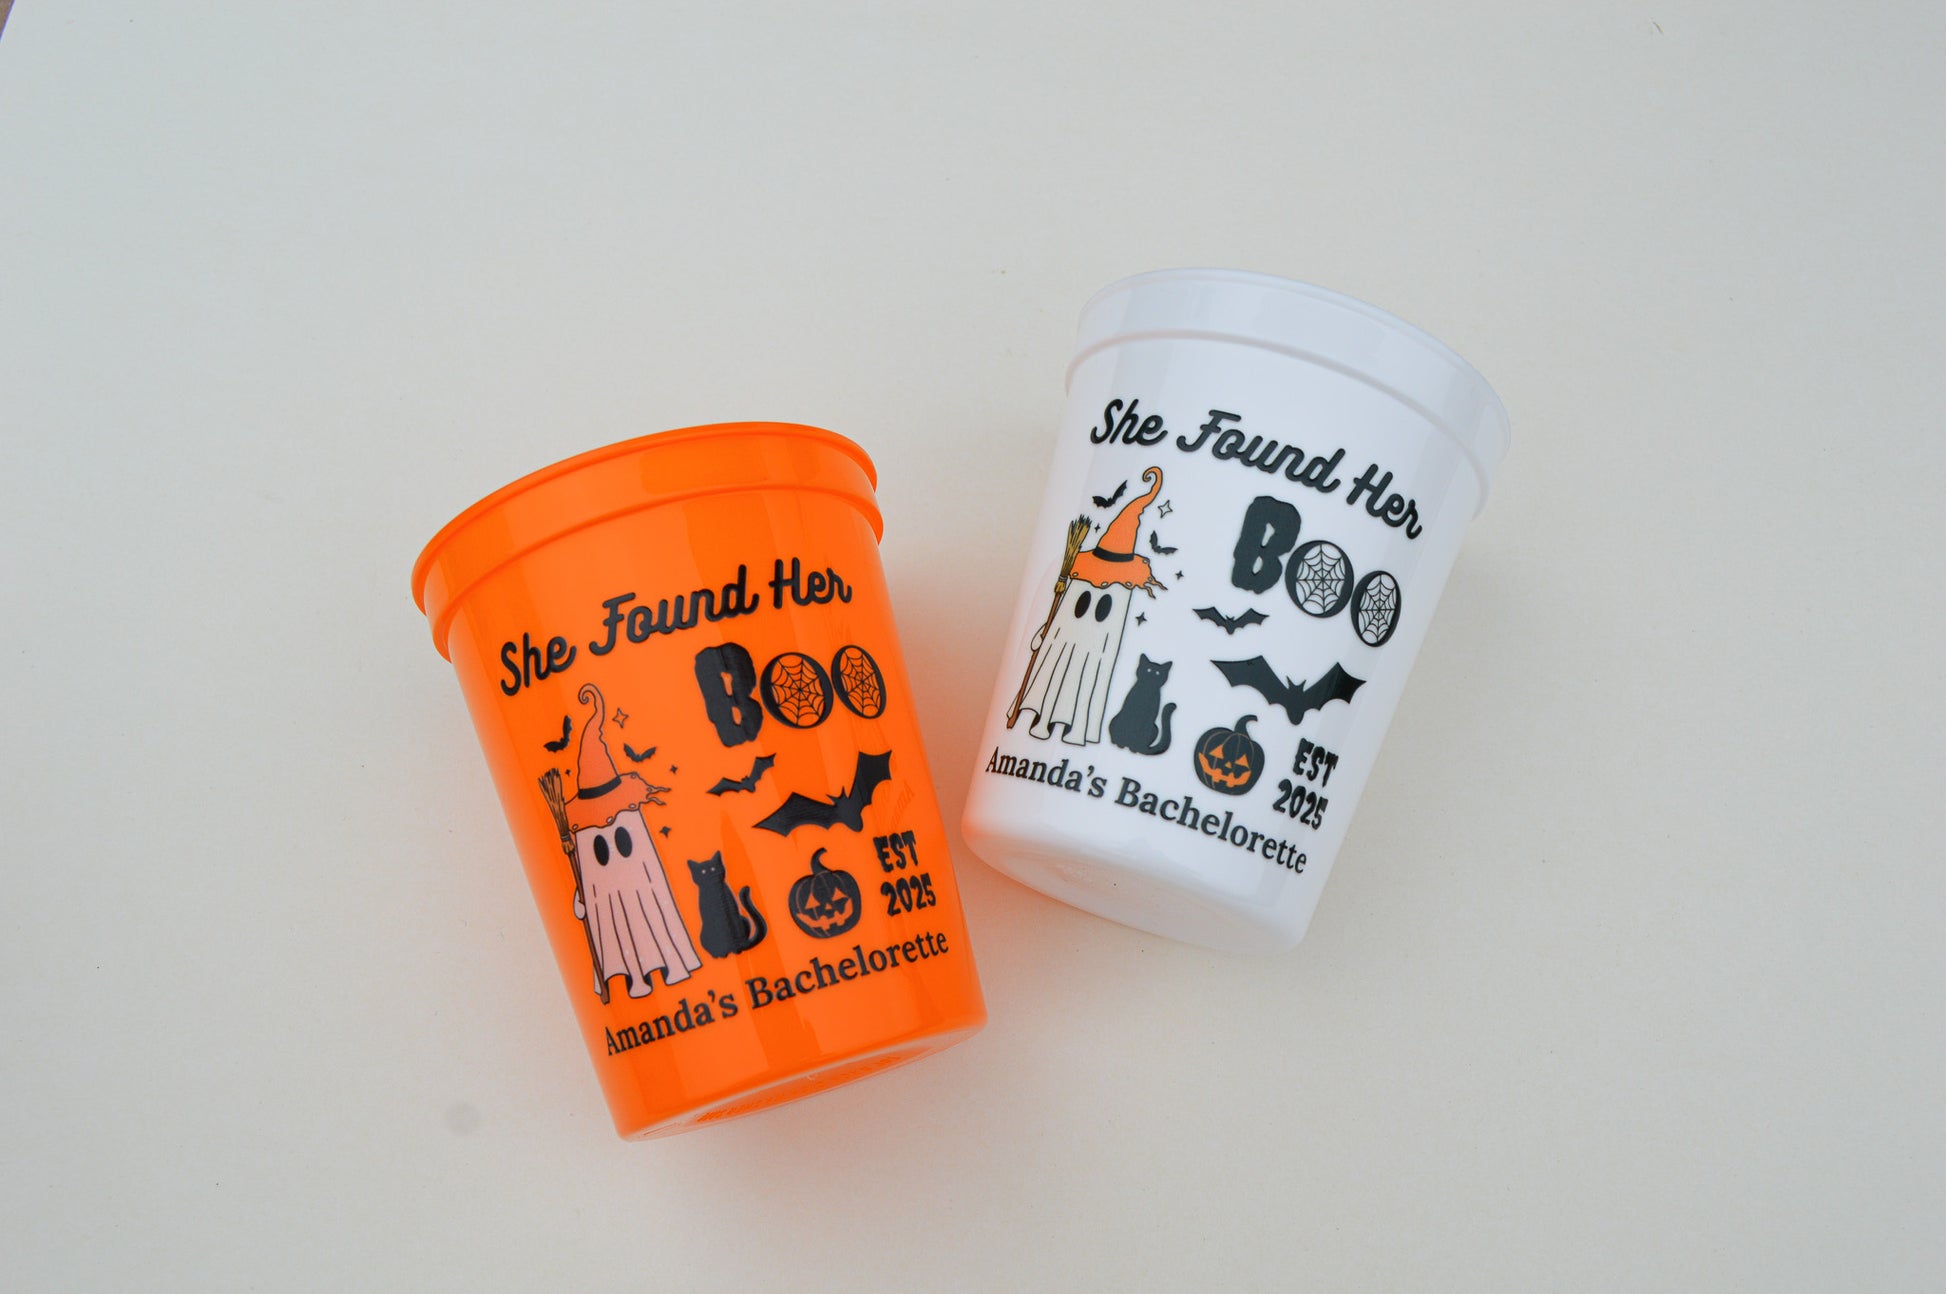 She Found Her
BOO
EST
2025
Amanda's Bachelorette
She Found Her
BOO
EST
2025
Amanda's Bachelorette